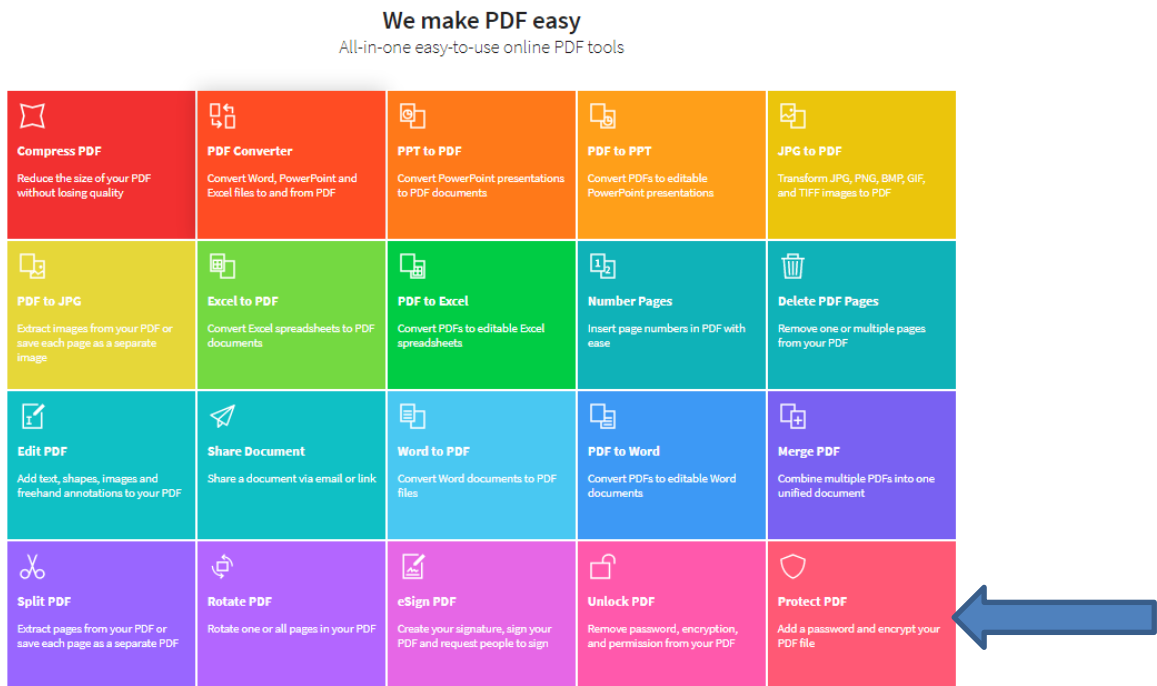 We make PDF easy
All-in-one easy-to-use online PDF tools
Compress PDF
Reduce the size of your PDF
without losing quality
PDF Converter
Convert Word, PowerPoint and
Excel files to and from PDF
PPT to PDF
Convert PowerPoint presentations
to PDF documents
PDF to PPT
Convert PDFs to editable
PowerPoint presentations
JPG to PDF
Transform JPG, PNG, BMP, GIF,
and TIFF images to PDF
PDF to JPG
Extract images from your PDF or
save each page as a separate
image
Excel to PDF
Convert Excel spreadsheets to PDF
documents
PDF to Excel
Convert PDFs to editable Excel
spreadsheets
1
2
Number Pages
Insert page numbers in PDF with
ease
Delete PDF Pages
Remove one or multiple pages
from your PDF
Edit PDF
Add text, shapes, images and
freehand annotations to your PDF
Share Document
Share a document via email or link
Word to PDF
Convert Word documents to PDF
files
PDF to Word
Convert PDFs to editable Word
documents
Merge PDF
Combine multiple PDFs into one
unified document
Split PDF
Extract pages from your PDF or
save each page as a separate PDF
Rotate PDF
Rotate one or all pages in your PDF
eSign PDF
Create your signature, sign your
PDF and request people to sign
Unlock PDF
Remove password, encryption,
and permission from your PDF
Protect PDF
Add a password and encrypt your
PDF file